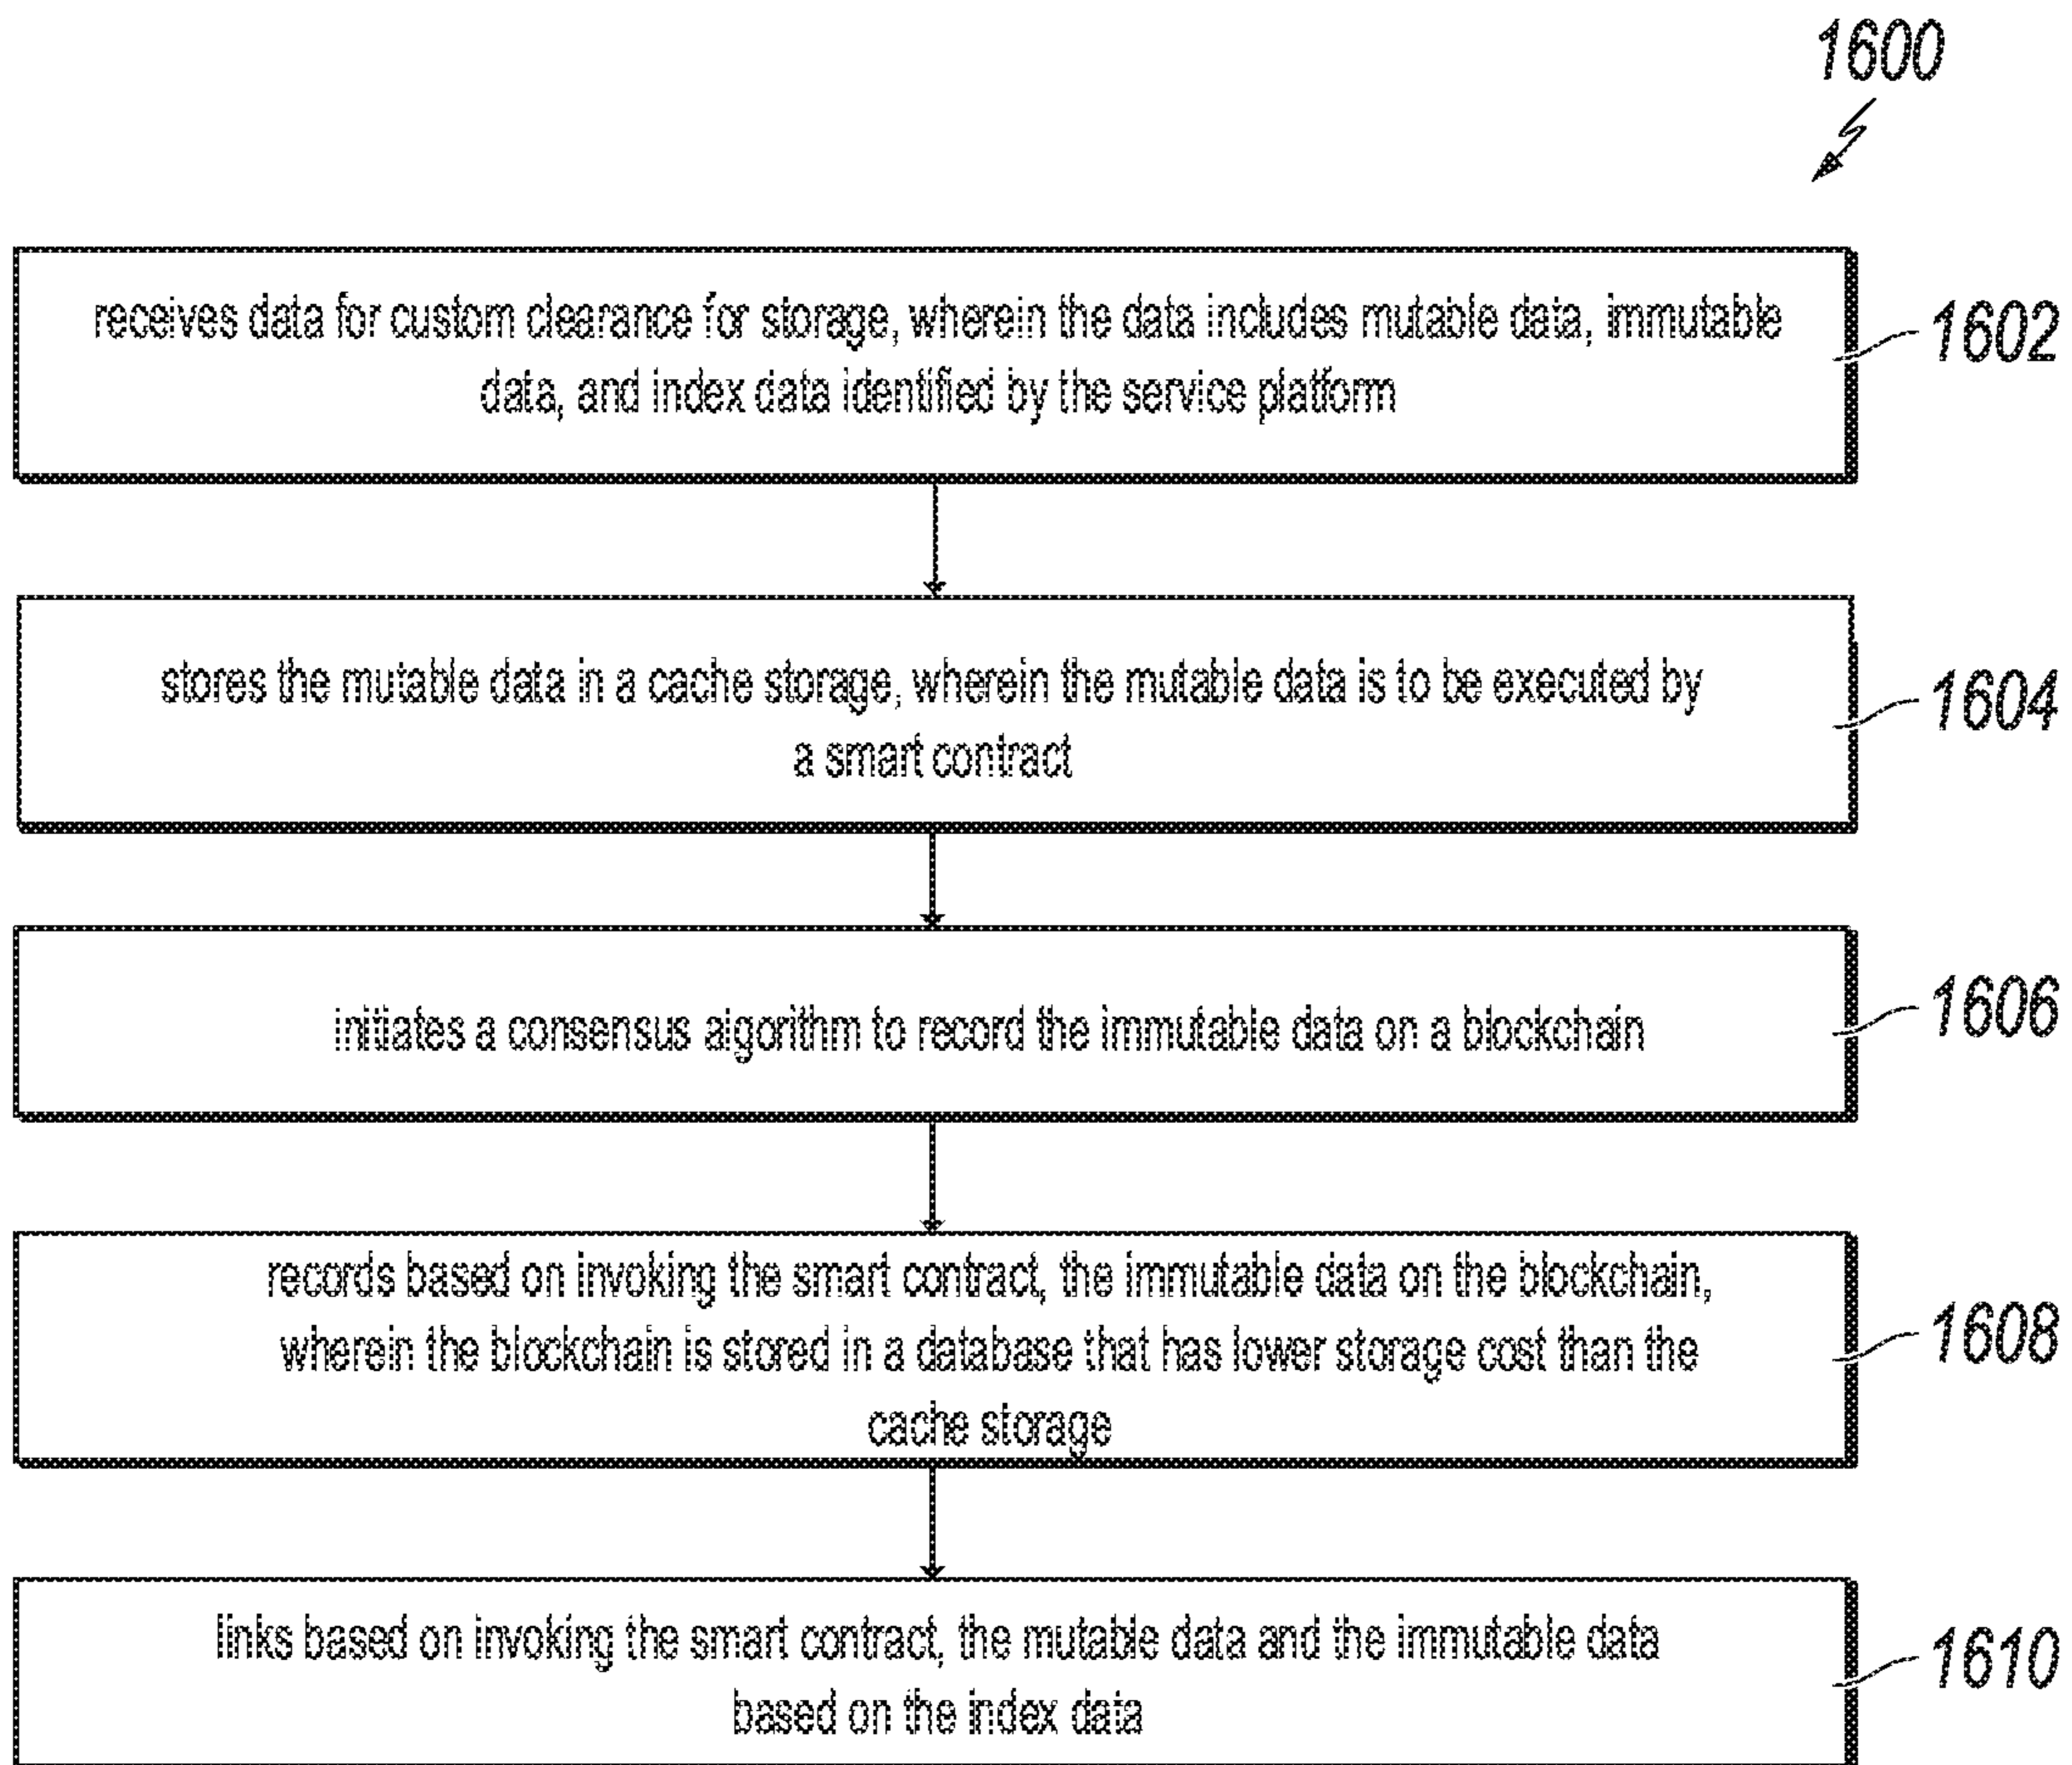 1600
receives data for custom clearance for storage, wherein the data includes mutable data, immutable
data, and index data identified by the service platform
1602
stores the mutable data in a cache storage, wherein the mutable data is to be executed by
a smart contract
1604
initiates a consensus algorithm to record the immutable data on a blockchain
1606
records based on invoking the smart contract, the immutable data on the blockchain,
wherein the blockchain is stored in a database that has lower storage cost than the
cache storage
1608
links based on invoking the smart contract, the mutable data and the immutable data
based on the index data
1610